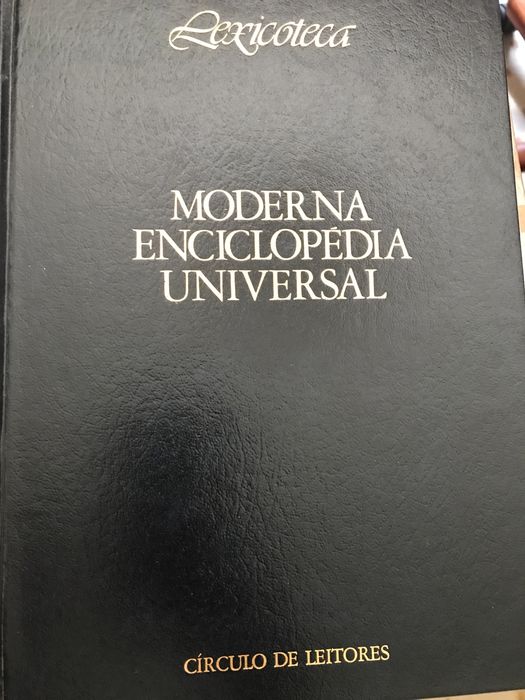 Lexicoteca
MODERNA
ENCICLOPÉDIA
UNIVERSAL
CÍRCULO DE LEITORES